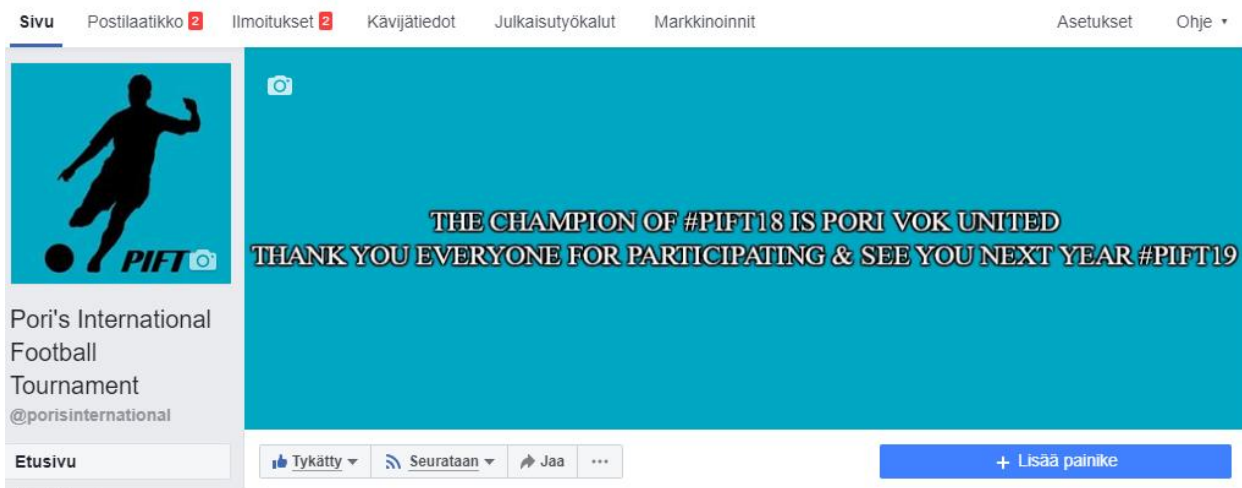 Sivu Postilaatikko 2 Ilmoitukset 2 Kävijätiedot Julkaisutyökalut Markkinoinnit Asetukset Ohje
PIFT
Pori's International
Football
Tournament
@porisinternational
Etusivu
THE CHAMPION OF #PIFT18 IS PORI VOK UNITED
THANK YOU EVERYONE FOR PARTICIPATING & SEE YOU NEXT YEAR #PIFT19
Tykätty Seurataan Jaa ... + Lisää painike